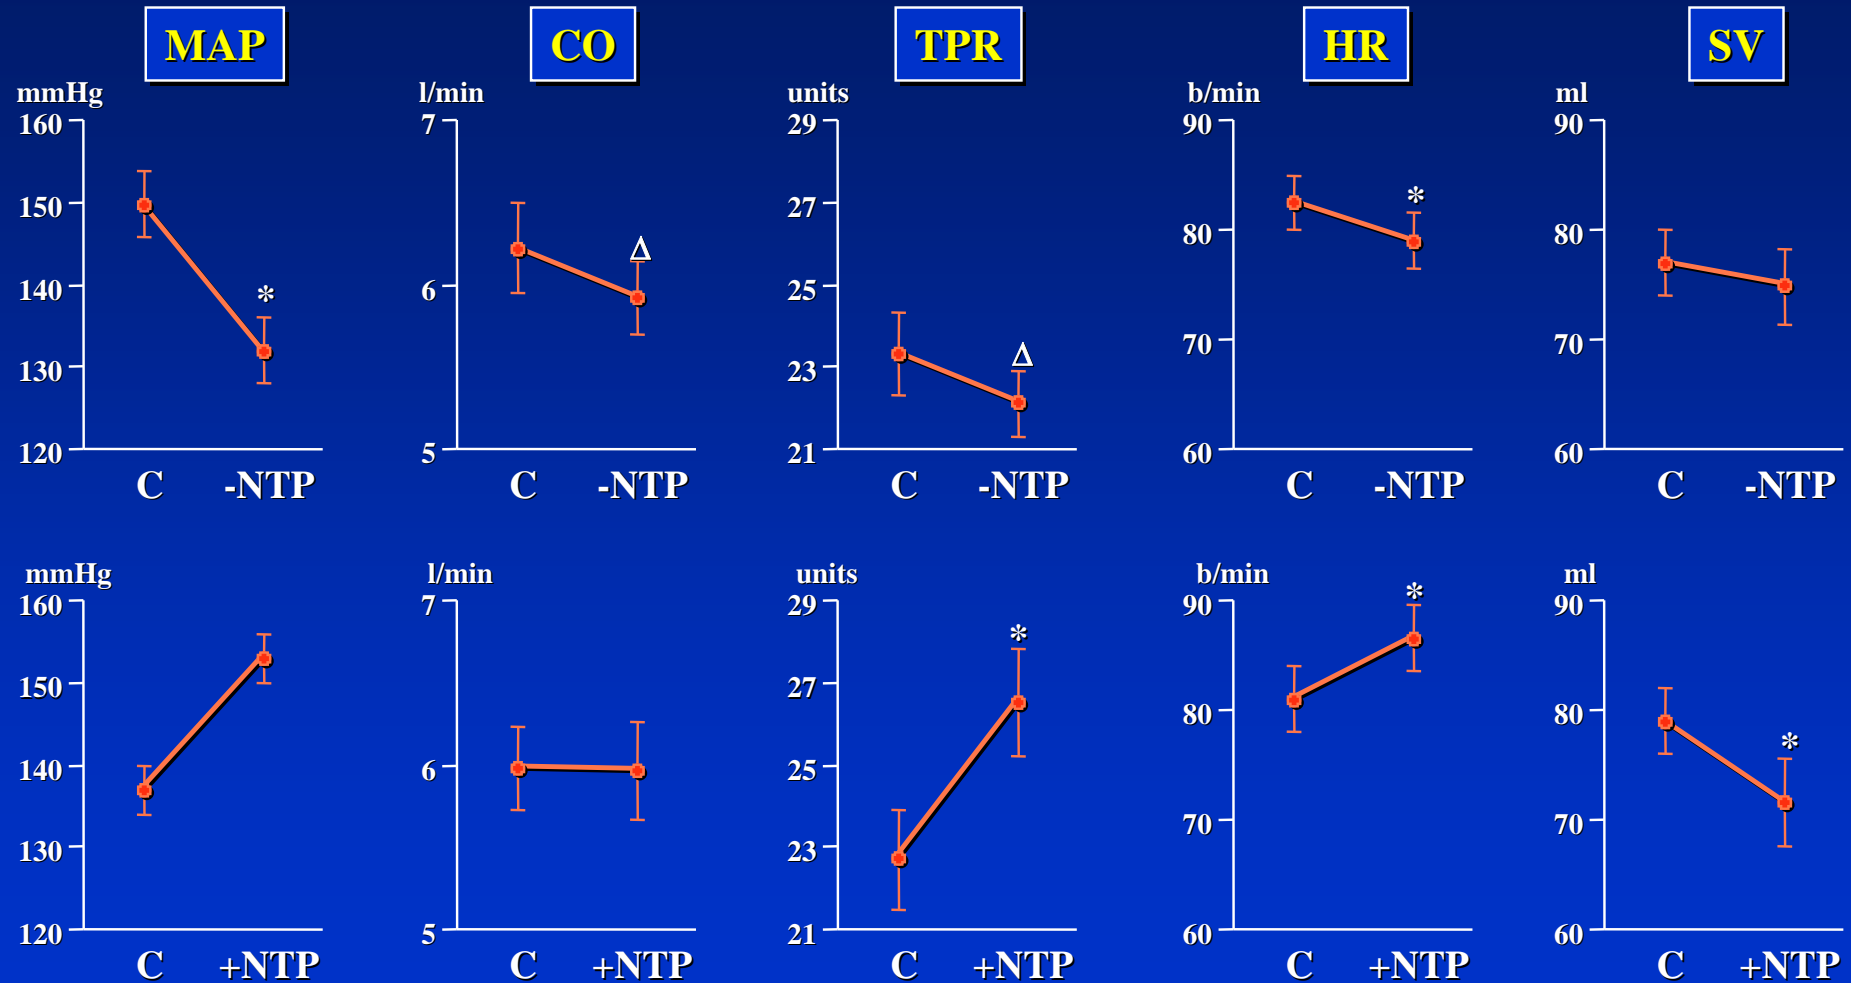 MAP CO TPR HR SV
mmHg l/min units b/min ml
160 7 29 90 90
150 27
* Δ * 
80 80
140 6 25
* Δ
130 23 70 70
120 5 21 60 60
C -NTP C -NTP C -NTP C -NTP C -NTP
mmHg l/min units b/min ml
160 7 29 * 90 90
*
150 27
80 80
*
140 6 25
130 23 70 70
120 5 21 60 60
C +NTP C +NTP C +NTP C +NTP C +NTP